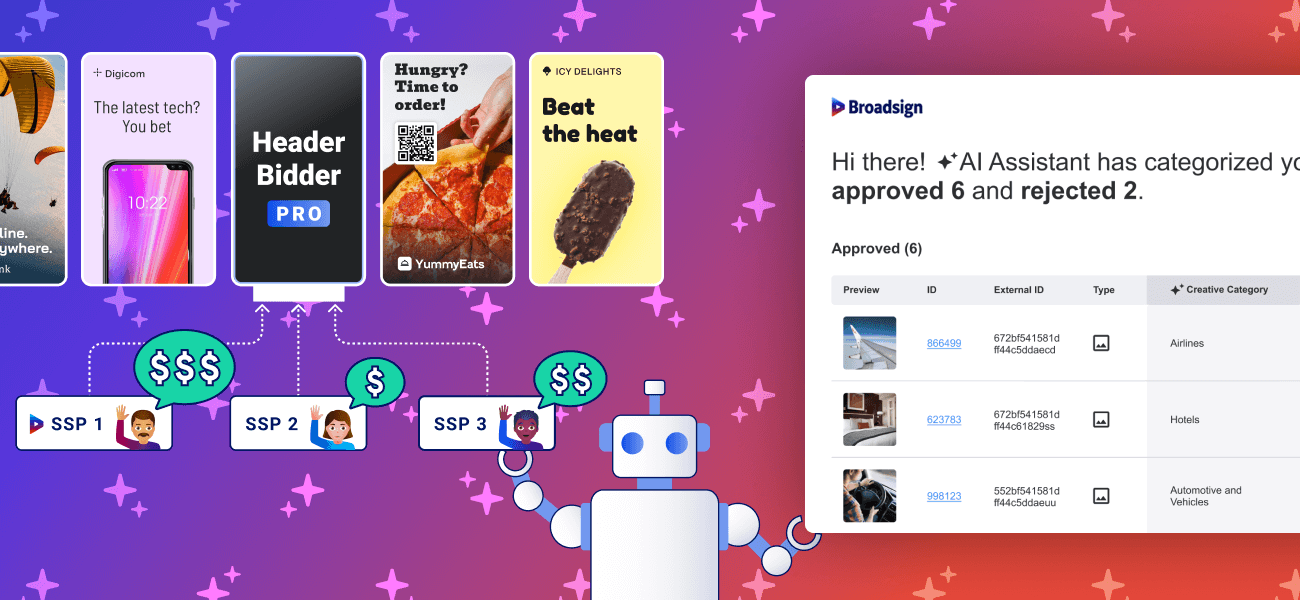 line.
ywhere.
nk
Digicom
The latest tech?
You bet
10:22
Header
Bidder
PRO
Hungry?
Time to
order!
YummyEats
ICY DELIGHTS
Beat
the heat
$$$
SSP 1
$
SSP 2
$$
SSP 3
Broadsign
Hi there! AI Assistant has categorized yo
approved 6 and rejected 2.
Approved (6)
Preview ID External ID Type Creative Category
866499 672bf541581d Airlines
ff44c5ddaecd
623783 672bf541581d Hotels
ff44c61829ss
998123 552bf541581d Automotive and
ff44c5ddaeuu Vehicles